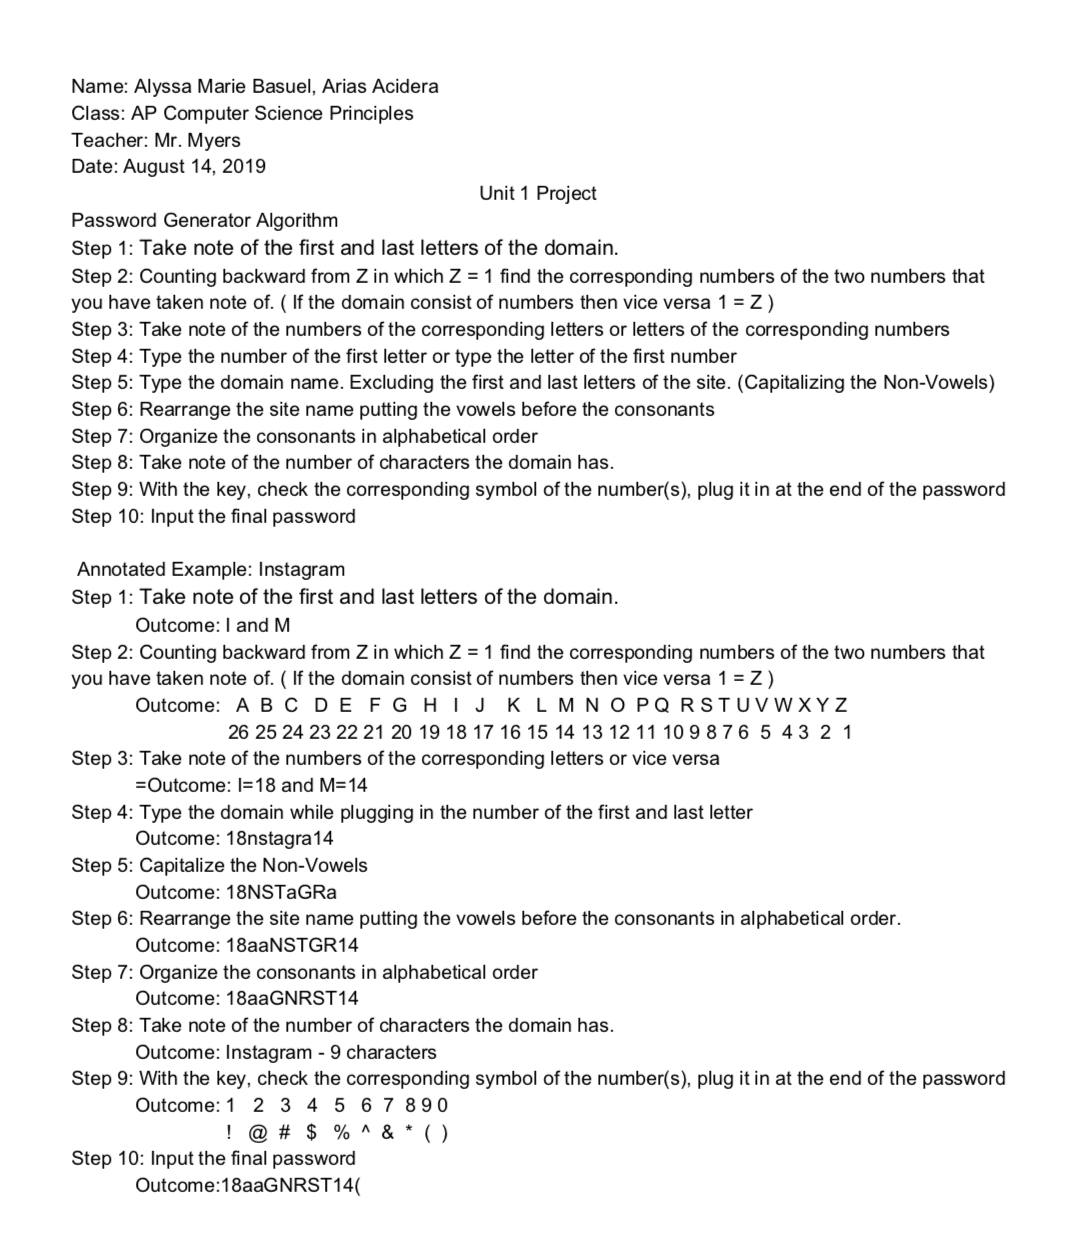 Name: Alyssa Marie Basuel, Arias Acidera
Class: AP Computer Science Principles
Teacher: Mr. Myers
Date: August 14, 2019
Unit 1 Project
Password Generator Algorithm
Step 1: Take note of the first and last letters of the domain.
Step 2: Counting backward from Z in which Z = 1 find the corresponding numbers of the two numbers that
you have taken note of. ( If the domain consist of numbers then vice versa 1 = Z )
Step 3: Take note of the numbers of the corresponding letters or letters of the corresponding numbers
Step 4: Type the number of the first letter or type the letter of the first number
Step 5: Type the domain name. Excluding the first and last letters of the site. (Capitalizing the Non-Vowels)
Step 6: Rearrange the site name putting the vowels before the consonants
Step 7: Organize the consonants in alphabetical order
Step 8: Take note of the number of characters the domain has.
Step 9: With the key, check the corresponding symbol of the number(s), plug it in at the end of the password
Step 10: Input the final password
Annotated Example: Instagram
Step 1: Take note of the first and last letters of the domain.
Outcome: I and M
Step 2: Counting backward from Z in which Z = 1 find the corresponding numbers of the two numbers that
you have taken note of. ( If the domain consist of numbers then vice versa 1 = Z )
Outcome: A B C D E F G H I J K L M N O P Q R S T U V W X Y Z
26 25 24 23 22 21 20 19 18 17 16 15 14 13 12 11 10 9 8 7 6 5 4 3 2 1
Step 3: Take note of the numbers of the corresponding letters or vice versa
=Outcome: I=18 and M=14
Step 4: Type the domain while plugging in the number of the first and last letter
Outcome: 18nstagra14
Step 5: Capitalize the Non-Vowels
Outcome: 18NSTaGRa
Step 6: Rearrange the site name putting the vowels before the consonants in alphabetical order.
Outcome: 18aaNSTGR14
Step 7: Organize the consonants in alphabetical order
Outcome: 18aaGNRST14
Step 8: Take note of the number of characters the domain has.
Outcome: Instagram - 9 characters
Step 9: With the key, check the corresponding symbol of the number(s), plug it in at the end of the password
Outcome: 1 2 3 4 5 6 7 8 9 0
! @ # $ % ^ & * ( )
Step 10: Input the final password
Outcome:18aaGNRST14(